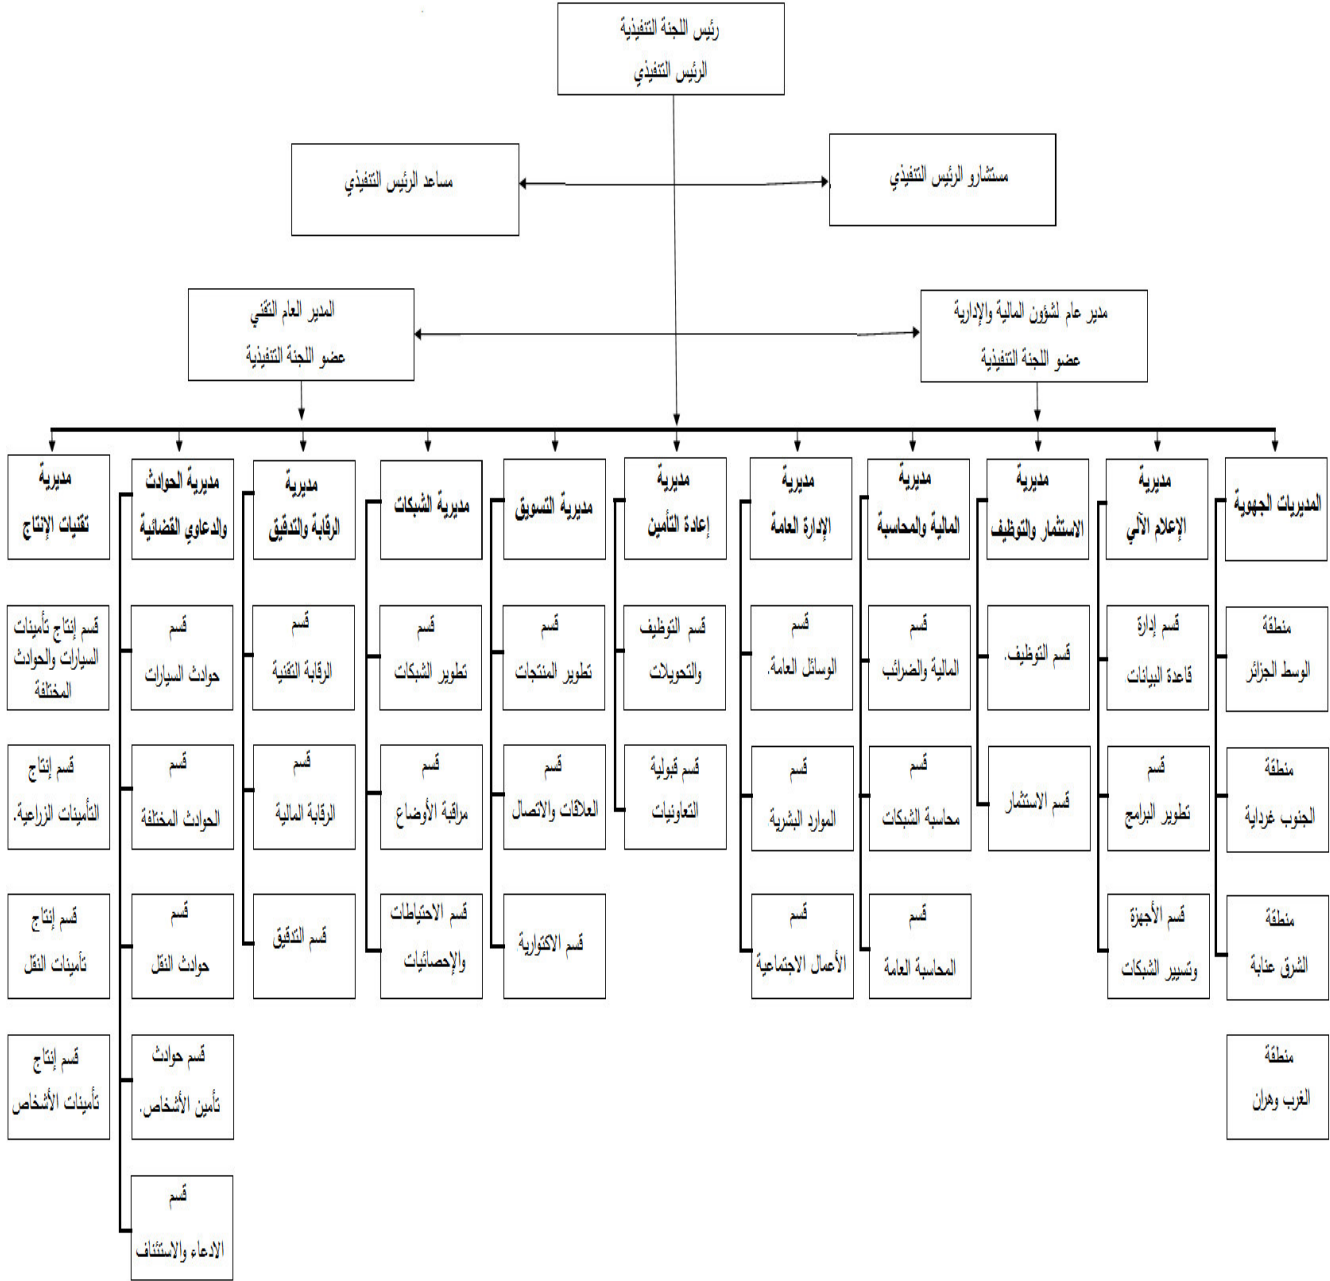 رئيس اللجنة التنفيذية
الرئيس التنفيذي
مستشارو الرئيس التنفيذي
مساعد الرئيس التنفيذي
مدير عام لشؤون المالية والإدارية
عضو اللجنة التنفيذية
المدير العام التقني
عضو اللجنة التنفيذية
المديريات الجهوية
مديرية
الإعلام الآلي
مديرية
الاستثمار والتوظيف
مديرية
المالية والمحاسبة
مديرية
الإدارة العامة
مديرية
إعادة التأمين
مديرية التسويق
مديرية الشبكات
مديرية
الرقابة والتدقيق
مديرية الحوادث
والدعاوي القضائية
مديرية
تقنيات الإنتاج
منطقة
الوسط الجزائر
قسم إدارة
قاعدة البيانات
قسم التوظيف.
قسم
المالية والضرائب
قسم
الوسائل العامة.
قسم التوظيف
والتحويلات
قسم
تطوير المنتجات
قسم
تطوير الشبكات
قسم
الرقابة التقنية
قسم
حوادث السيارات
قسم إنتاج تأمينات
السيارات والحوادث
المختلفة
منطقة
الجنوب غرداية
قسم
تطوير البرامج
قسم الاستثمار
قسم
محاسبة الشبكات
قسم
الموارد البشرية
قسم قبولية
التعاونيات
قسم
العلاقات والاتصال
قسم
مراقبة الأوضاع
قسم
الرقابة المالية
قسم
الحوادث المختلفة
قسم إنتاج
التأمينات الزراعية.
منطقة
الشرق عنابة
قسم الأجهزة
وتسيير الشبكات
قسم
المحاسبة العامة
قسم
الأعمال الاجتماعية
قسم الاكتوارية
قسم الاحتياطات
والإحصائيات
قسم التدقيق
قسم
حوادث النقل
قسم إنتاج
تأمينات النقل
منطقة
الغرب وهران
قسم حوادث
تأمين الأشخاص.
قسم إنتاج
تأمينات الأشخاص
قسم
الادعاء والاستئناف